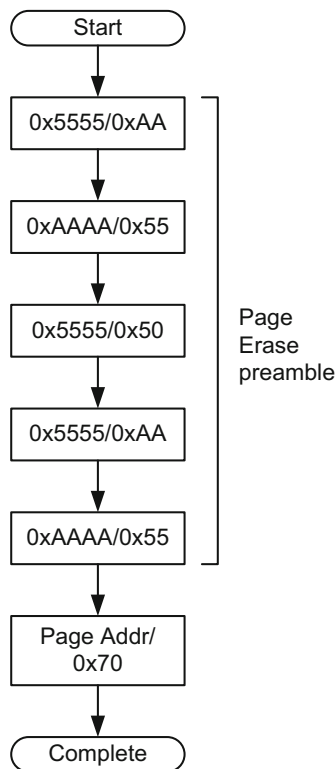 Start
0x5555/0xAA
0xAAAA/0x55
0x5555/0x50
0x5555/0xAA
0xAAAA/0x55
Page
Erase
preamble
Page Addr/
0x70
Complete